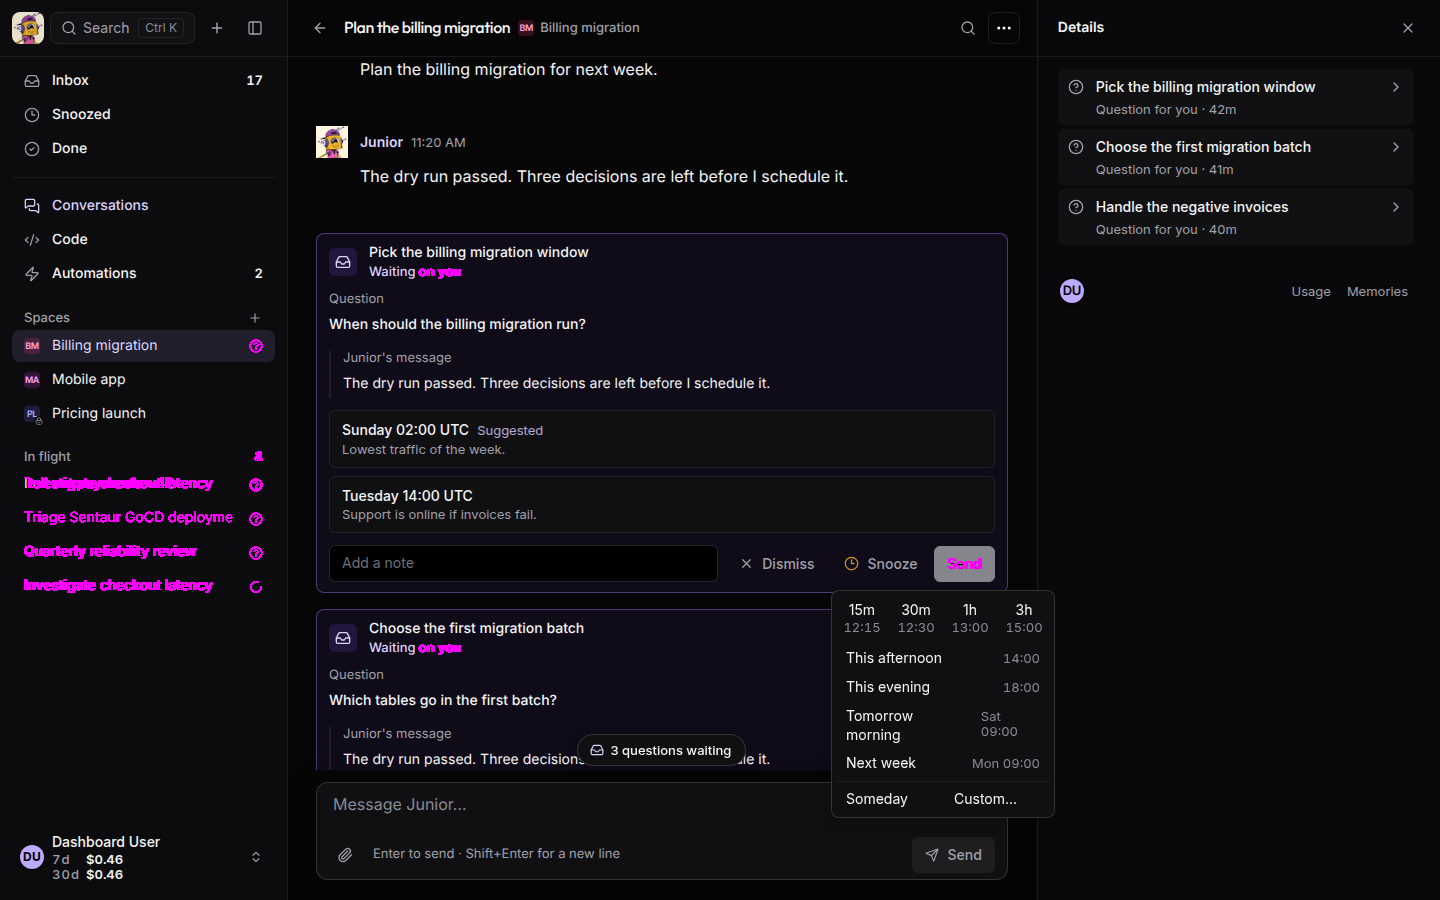 Search Ctrl K
Inbox 17
Snoozed
Done
Conversations
Code
Automations 2
Spaces
BM Billing migration
MA Mobile app
PL Pricing launch
In flight
latency
Triage Sentaur GoCD deployme
Quarterly reliability review
Investigate checkout latency
DU Dashboard User
7d $0.46
30d $0.46
Plan the billing migration BM Billing migration
Plan the billing migration for next week.
Junior 11:20 AM
The dry run passed. Three decisions are left before I schedule it.
Pick the billing migration window
Waiting on you
Question
When should the billing migration run?
Junior's message
The dry run passed. Three decisions are left before I schedule it.
Sunday 02:00 UTC Suggested
Lowest traffic of the week.
Tuesday 14:00 UTC
Support is online if invoices fail.
Add a note Dismiss Snooze Send
Choose the first migration batch
Waiting on you
Question
Which tables go in the first batch?
Junior's message
The dry run passed. Three decisions le it.
3 questions waiting
15m 30m 1h 3h
12:15 12:30 13:00 15:00
This afternoon 14:00
This evening 18:00
Tomorrow morning Sat 09:00
Next week Mon 09:00
Someday Custom...
Message Junior...
Enter to send · Shift+Enter for a new line Send
Details
Pick the billing migration window
Question for you · 42m
Choose the first migration batch
Question for you · 41m
Handle the negative invoices
Question for you · 40m
DU Usage Memories